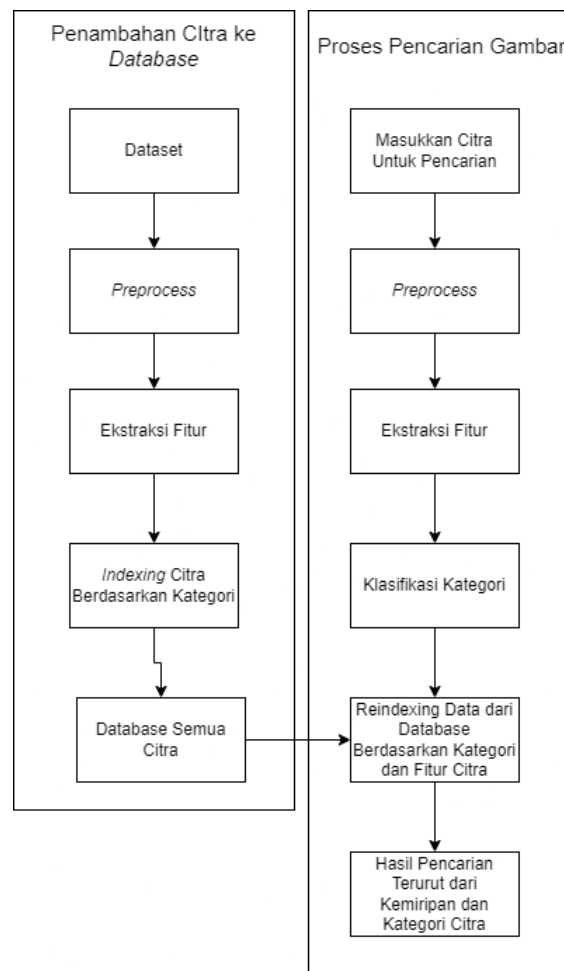 Penambahan CItra ke
Database
Dataset
Preprocess
Ekstraksi Fitur
Indexing Citra
Berdasarkan Kategori
Database Semua
Citra
Proses Pencarian Gambar
Masukkan Citra
Untuk Pencarian
Preprocess
Ekstraksi Fitur
Klasifikasi Kategori
Reindexing Data dari
Database
Berdasarkan Kategori
dan Fitur Citra
Hasil Pencarian
Terurut dari
Kemiripan dan
Kategori Citra